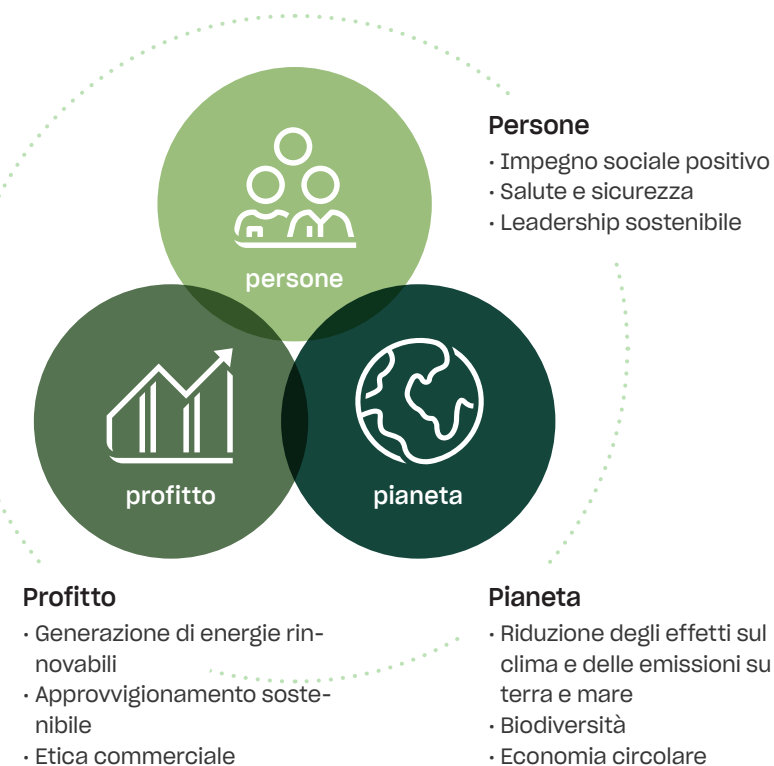 Persone
· Impegno sociale positivo
· Salute e sicurezza
· Leadership sostenibile
persone
profitto
pianeta
Profitto
· Generazione di energie rin-
novabili
· Approvvigionamento soste-
nibile
· Etica commerciale
Pianeta
· Riduzione degli effetti sul
clima e delle emissioni su
terra e mare
· Biodiversità
· Economia circolare